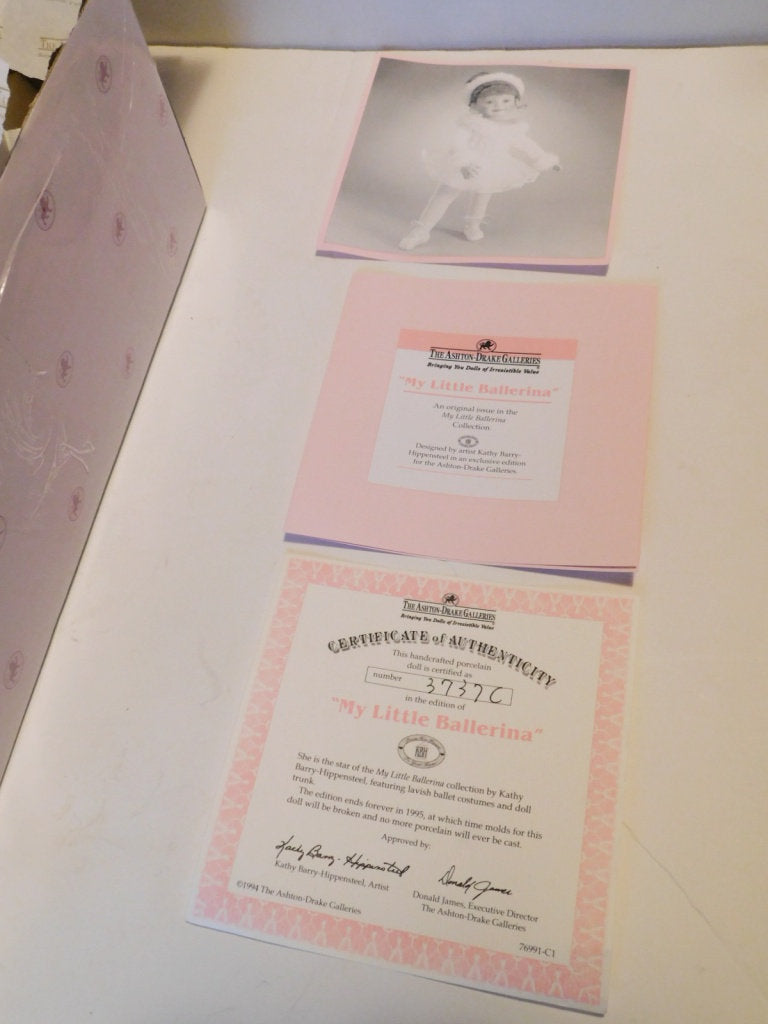 THE ASHTON-DRAKE GALLERIES
Bringing You Dolls of Irresistible Value
"My Little Ballerina"
An original issue in the
My Little Ballerina
Collection.
Designed by artist Kathy Barry-
Hippensteel in an exclusive edition
for the Ashton-Drake Galleries.
THE ASHTON-DRAKE GALLERIES
Bringing You Dolls of Irresistible Value
CERTIFICATE of AUTHENTICITY
This handcrafted porcelain
doll is certified as
number 3737C
in the edition of
"My Little Ballerina"
She is the star of the My Little Ballerina collection by Kathy
Barry-Hippensteel, featuring lavish ballet costumes and doll
trunk.
The edition ends forever in 1995, at which time molds for this
doll will be broken and no more porcelain will ever be cast.
Approved by:
Kathy Barry-Hippensteel
Kathy Barry-Hippensteel, Artist
Donald James
Donald James, Executive Director
The Ashton-Drake Galleries
©1994 The Ashton-Drake Galleries
76991-C1